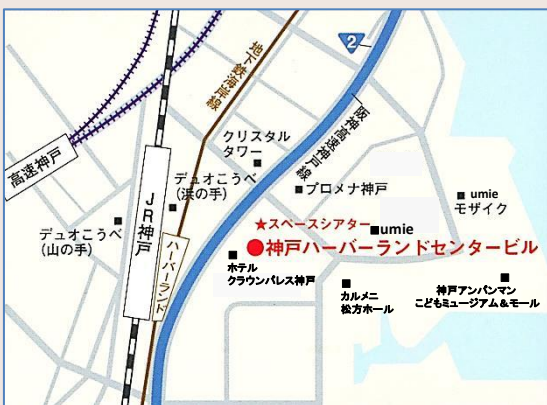 2
地下鉄海岸線
阪神高速神戸線
高速神戸
クリスタル
タワー
デュオこうべ
(浜の手)
プロメナ神戸
JR神戸
デュオこうべ
(山の手)
umie
モザイク
★スペースシアター
umie
神戸ハーバーランドセンタービル
ハーバーランド
ホテル
クラウンパレス神戸
カルメニ
松方ホール
神戸アンパンマン
こどもミュージアム&モール